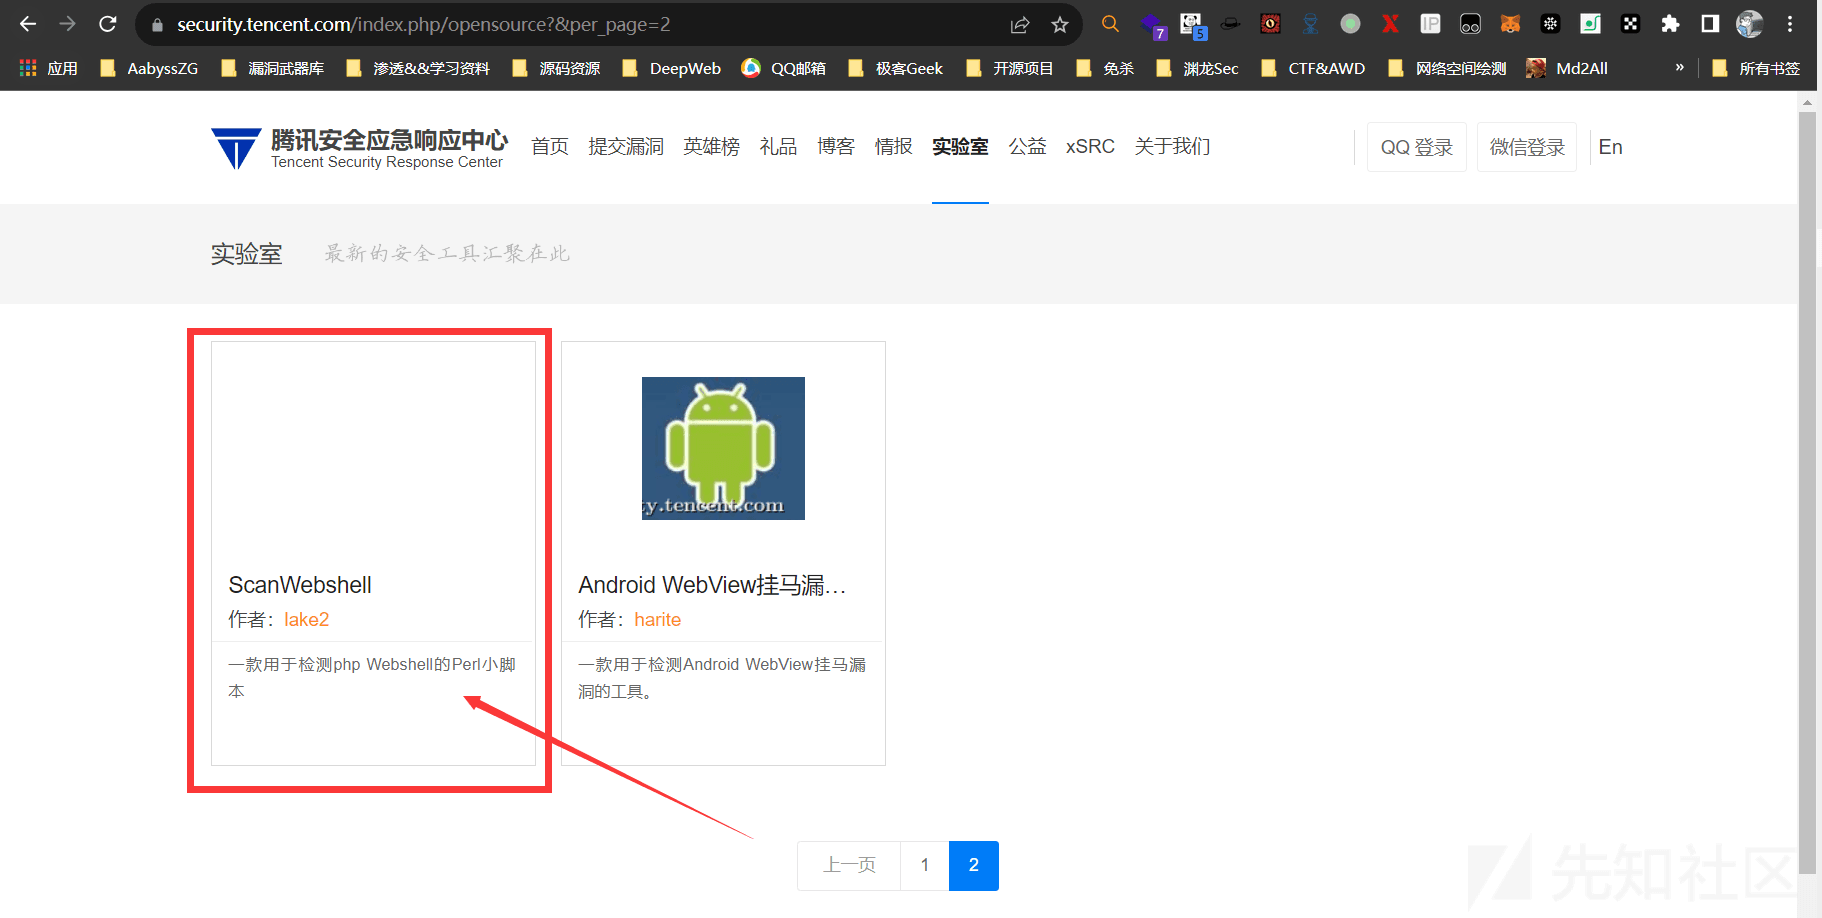 security.tencent.com/index.php/opensource?&per_page=2
7
5
IP
应用 AabyssZG 漏洞武器库 渗透&&学习资料 源码资源 DeepWeb QQ邮箱 极客Geek 开源项目 免杀 渊龙Sec CTF&AWD 网络空间绘测 Md2All » 所有书签
腾讯安全应急响应中心
Tencent Security Response Center
首页 提交漏洞 英雄榜 礼品 博客 情报 实验室 公益 xSRC 关于我们 QQ 登录 微信登录 En
实验室 最新的安全工具汇聚在此
ScanWebshell
作者：lake2
一款用于检测php Webshell的Perl小脚
本
ty.tencent.com
Android WebView挂马漏...
作者：harite
一款用于检测Android WebView挂马漏
洞的工具。
上一页 1 2
先知社区